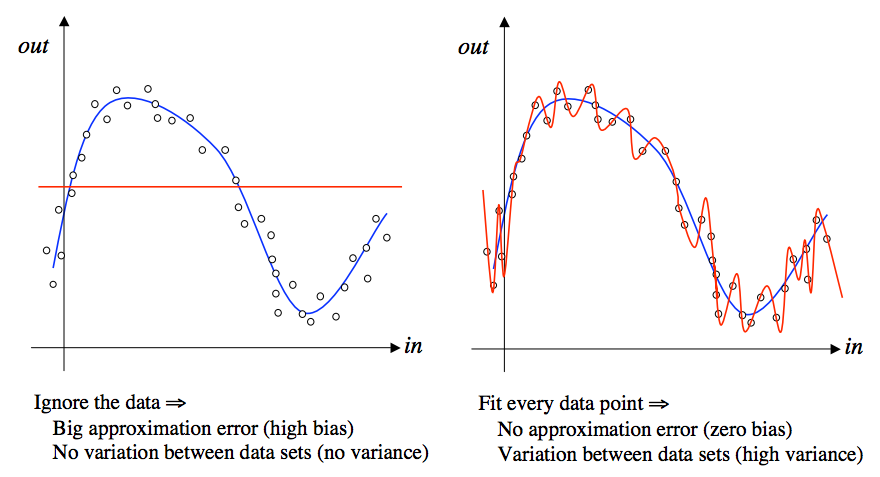 out
in
Ignore the data ⇒
Big approximation error (high bias)
No variation between data sets (no variance)
out
in
Fit every data point ⇒
No approximation error (zero bias)
Variation between data sets (high variance)